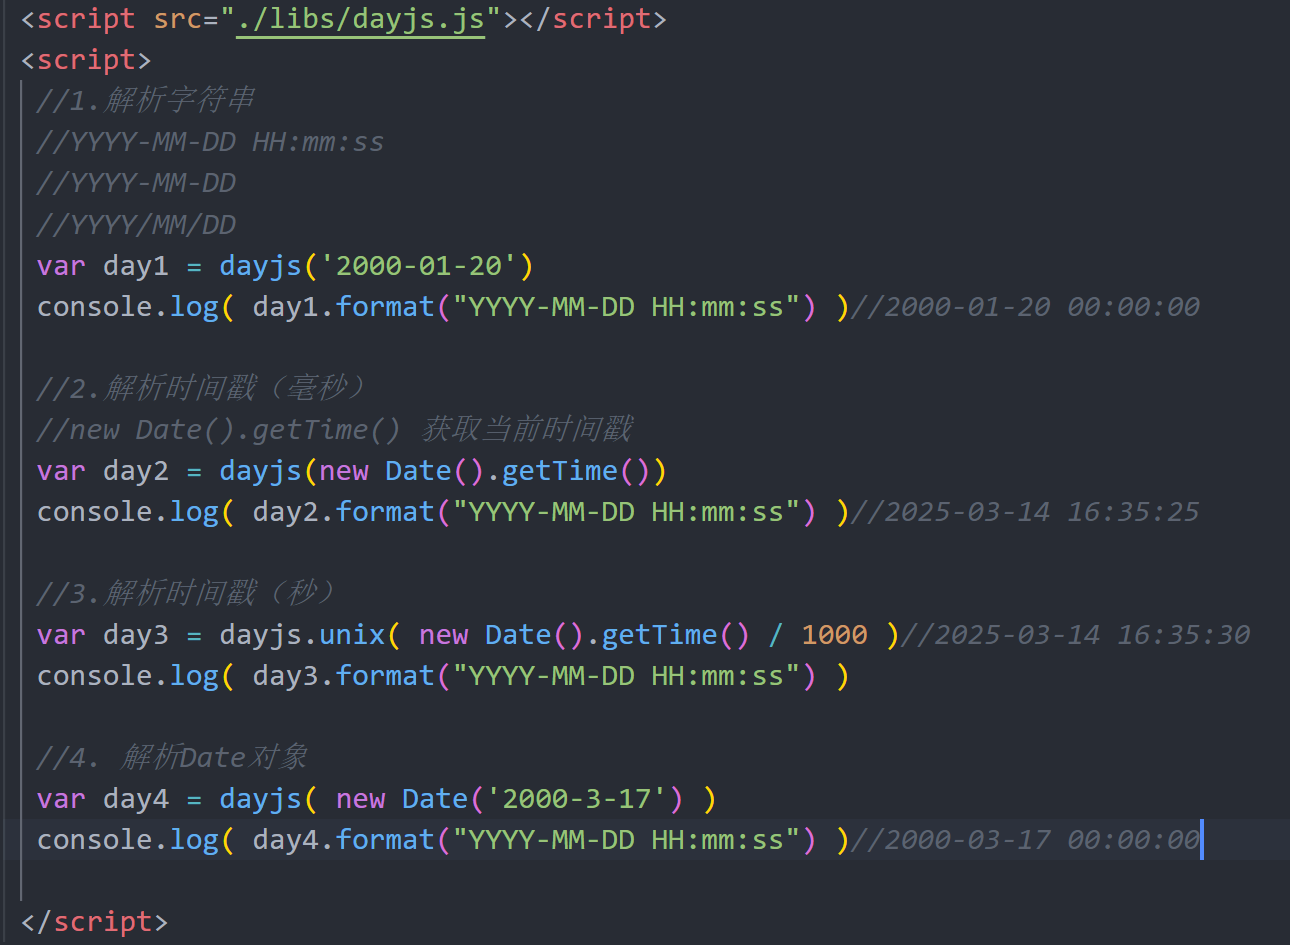 <script src="./libs/dayjs.js"></script>
<script>
//1.解析字符串
//YYYY-MM-DD HH:mm:ss
//YYYY-MM-DD
//YYYY/MM/DD
var day1 = dayjs('2000-01-20')
console.log( day1.format("YYYY-MM-DD HH:mm:ss") )//2000-01-20 00:00:00
//2.解析时间戳（毫秒）
//new Date().getTime() 获取当前时间戳
var day2 = dayjs(new Date().getTime())
console.log( day2.format("YYYY-MM-DD HH:mm:ss") )//2025-03-14 16:35:25
//3.解析时间戳（秒）
var day3 = dayjs.unix( new Date().getTime() / 1000 )//2025-03-14 16:35:30
console.log( day3.format("YYYY-MM-DD HH:mm:ss") )
//4. 解析Date对象
var day4 = dayjs( new Date('2000-3-17') )
console.log( day4.format("YYYY-MM-DD HH:mm:ss") )//2000-03-17 00:00:00
</script>